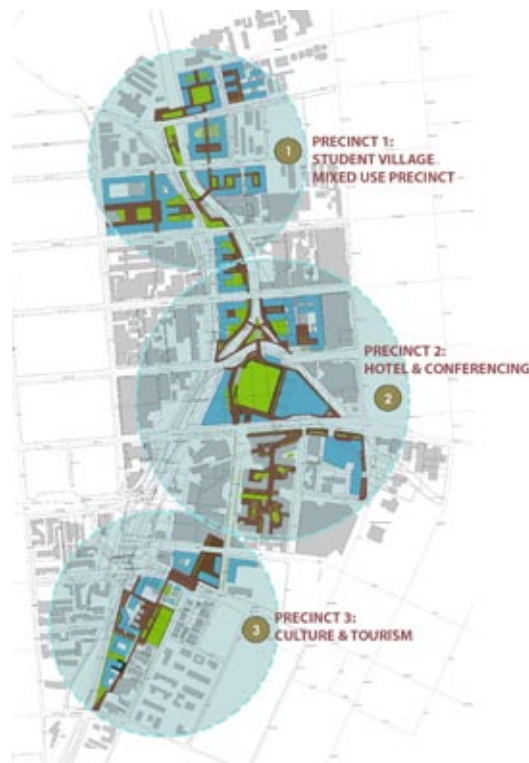 1
PRECINCT 1:
STUDENT VILLAGE
MIXED USE PRECINCT
PRECINCT 2:
HOTEL & CONFERENCING
2
PRECINCT 3:
CULTURE & TOURISM
3